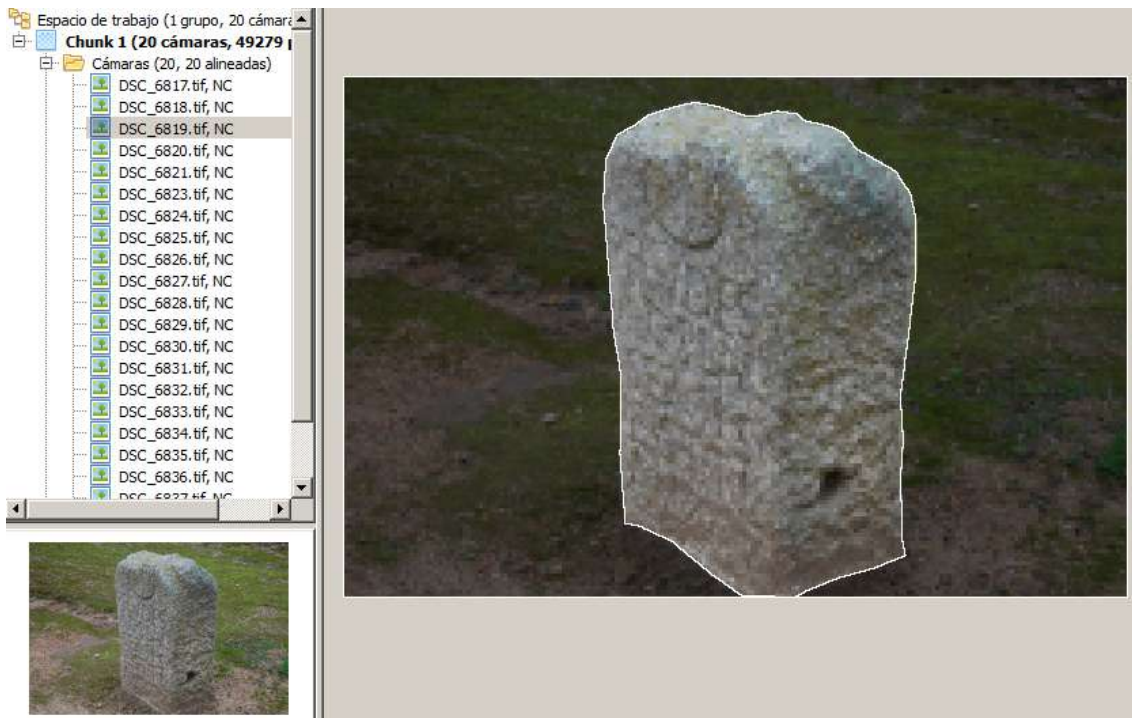 Espacio de trabajo (1 grupo, 20 cámara
Chunk 1 (20 cámaras, 49279 p
Cámaras (20, 20 alineadas)
DSC_6817.tif, NC
DSC_6818.tif, NC
DSC_6819.tif, NC
DSC_6820.tif, NC
DSC_6821.tif, NC
DSC_6823.tif, NC
DSC_6824.tif, NC
DSC_6825.tif, NC
DSC_6826.tif, NC
DSC_6827.tif, NC
DSC_6828.tif, NC
DSC_6829.tif, NC
DSC_6830.tif, NC
DSC_6831.tif, NC
DSC_6832.tif, NC
DSC_6833.tif, NC
DSC_6834.tif, NC
DSC_6835.tif, NC
DSC_6836.tif, NC
DSC_6837.tif, NC